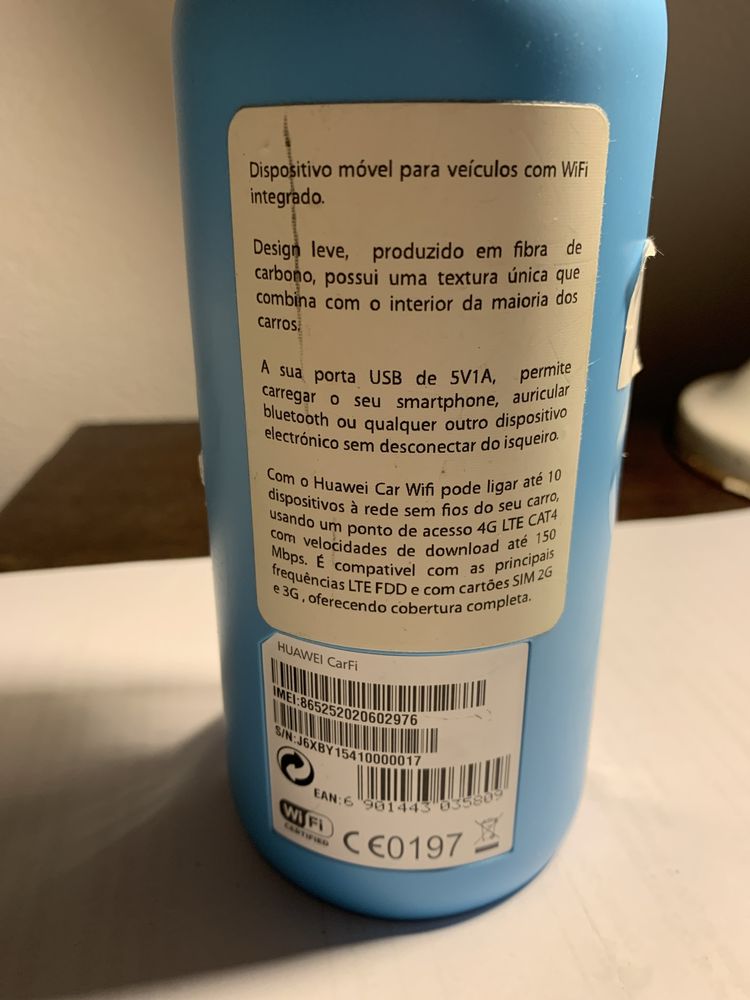 Dispositivo móvel para veículos com WiFi
integrado.
Design leve, produzido em fibra de
carbono, possui uma textura única que
combina com o interior da maioria dos
carros.
A sua porta USB de 5V1A, permite
carregar o seu smartphone, auricular
bluetooth ou qualquer outro dispositivo
electrónico sem desconectar do isqueiro.
Com o Huawei Car Wifi pode ligar até 10
dispositivos à rede sem fios do seu carro,
usando um ponto de acesso 4G LTE CAT4
com velocidades de download até 150
Mbps. É compativel com as principais
frequências LTE FDD e com cartões SIM 2G
e 3G , oferecendo cobertura completa.
HUAWEI CarFi
IMEI:865252020602976
S/N:J6XBY15410000017
EAN: 6 901443 035809
Wi Fi
CERTIFIED
CE0197